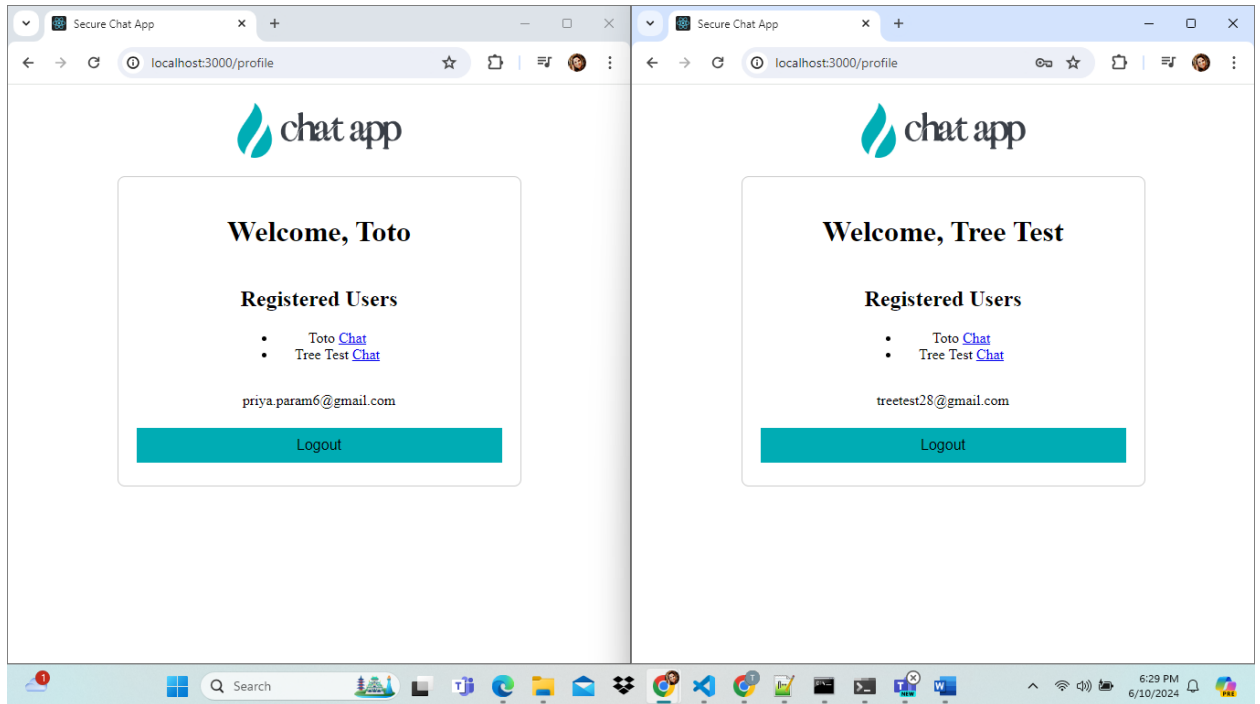 Secure Chat App
localhost:3000/profile
chat app
Welcome, Toto
Registered Users
• Toto Chat
• Tree Test Chat
priya.param6@gmail.com
Logout
Secure Chat App
localhost:3000/profile
chat app
Welcome, Tree Test
Registered Users
• Toto Chat
• Tree Test Chat
treetest28@gmail.com
Logout
1
Search
6:29 PM
6/10/2024